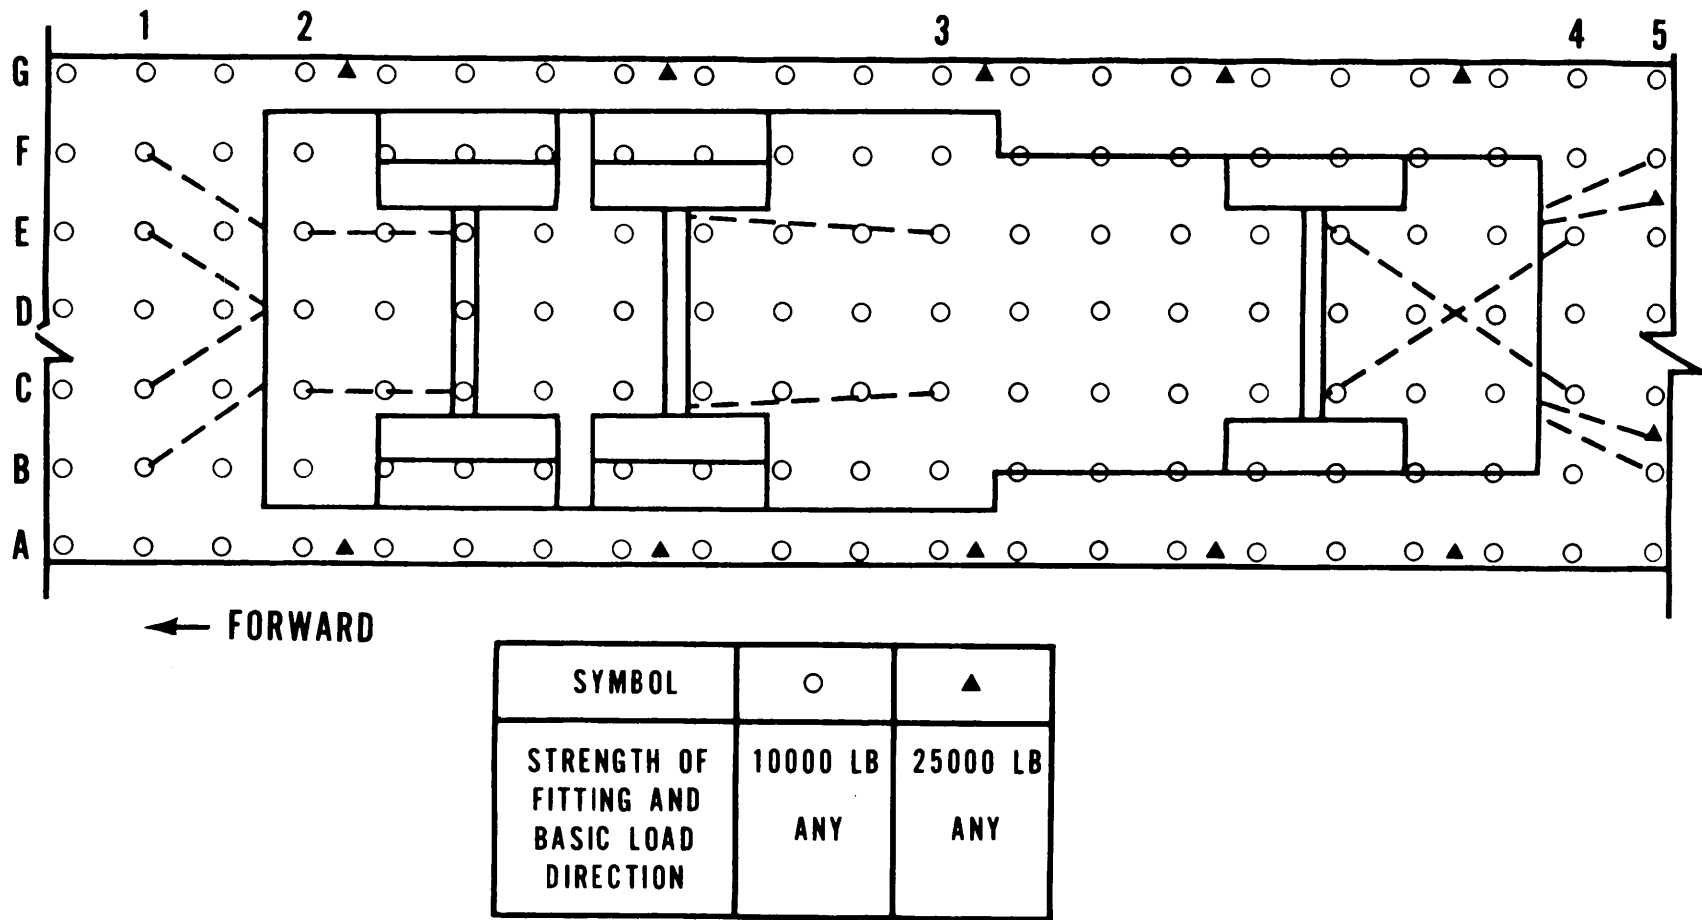 1 2 3 4 5
G
F
E
D
C
B
A
FORWARD
SYMBOL
STRENGTH OF 10000 LB 25000 LB
FITTING AND
BASIC LOAD ANY ANY
DIRECTION